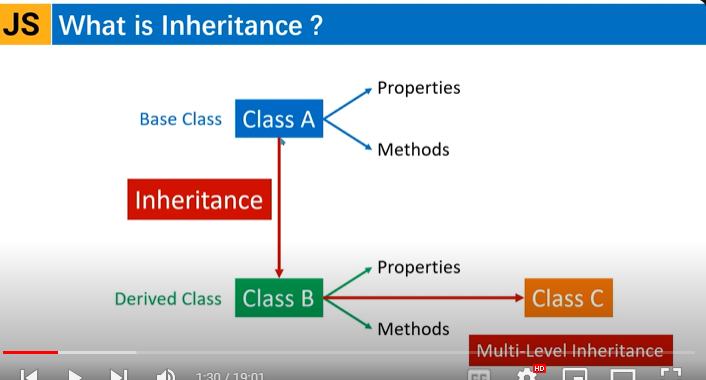 JS What is Inheritance ?
Properties
Base Class Class A
Methods
Inheritance
Properties
Derived Class Class B Class C
Methods
Multi-Level Inheritance
1:30 / 19:01
CC HD